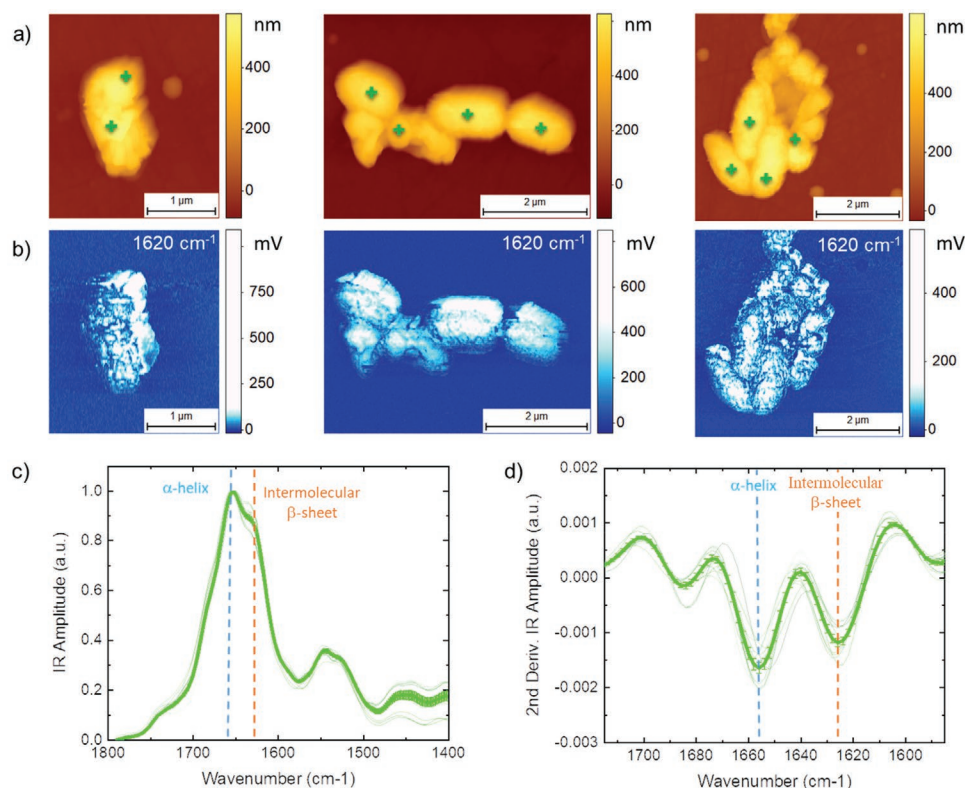 a)
nm
400
200
0
1 µm
nm
400
200
0
2 µm
nm
400
200
0
2 µm
b)
1620 cm-1
mV
750
500
250
1 µm
1620 cm-1
mV
600
400
200
0
2 µm
1620 cm-1
mV
400
200
0
2 µm
c)
α-helix
Intermolecular
β-sheet
IR Amplitude (a.u.)
1.0
0.8
0.6
0.4
0.2
0.0
1800
1700
1600
1500
1400
Wavenumber (cm-1)
d)
α-helix
Intermolecular
β-sheet
2nd Deriv. IR Amplitude (a.u.)
0.002
0.001
0.000
-0.001
-0.002
-0.003
1700
1680
1660
1640
1620
1600
Wavenumber (cm-1)